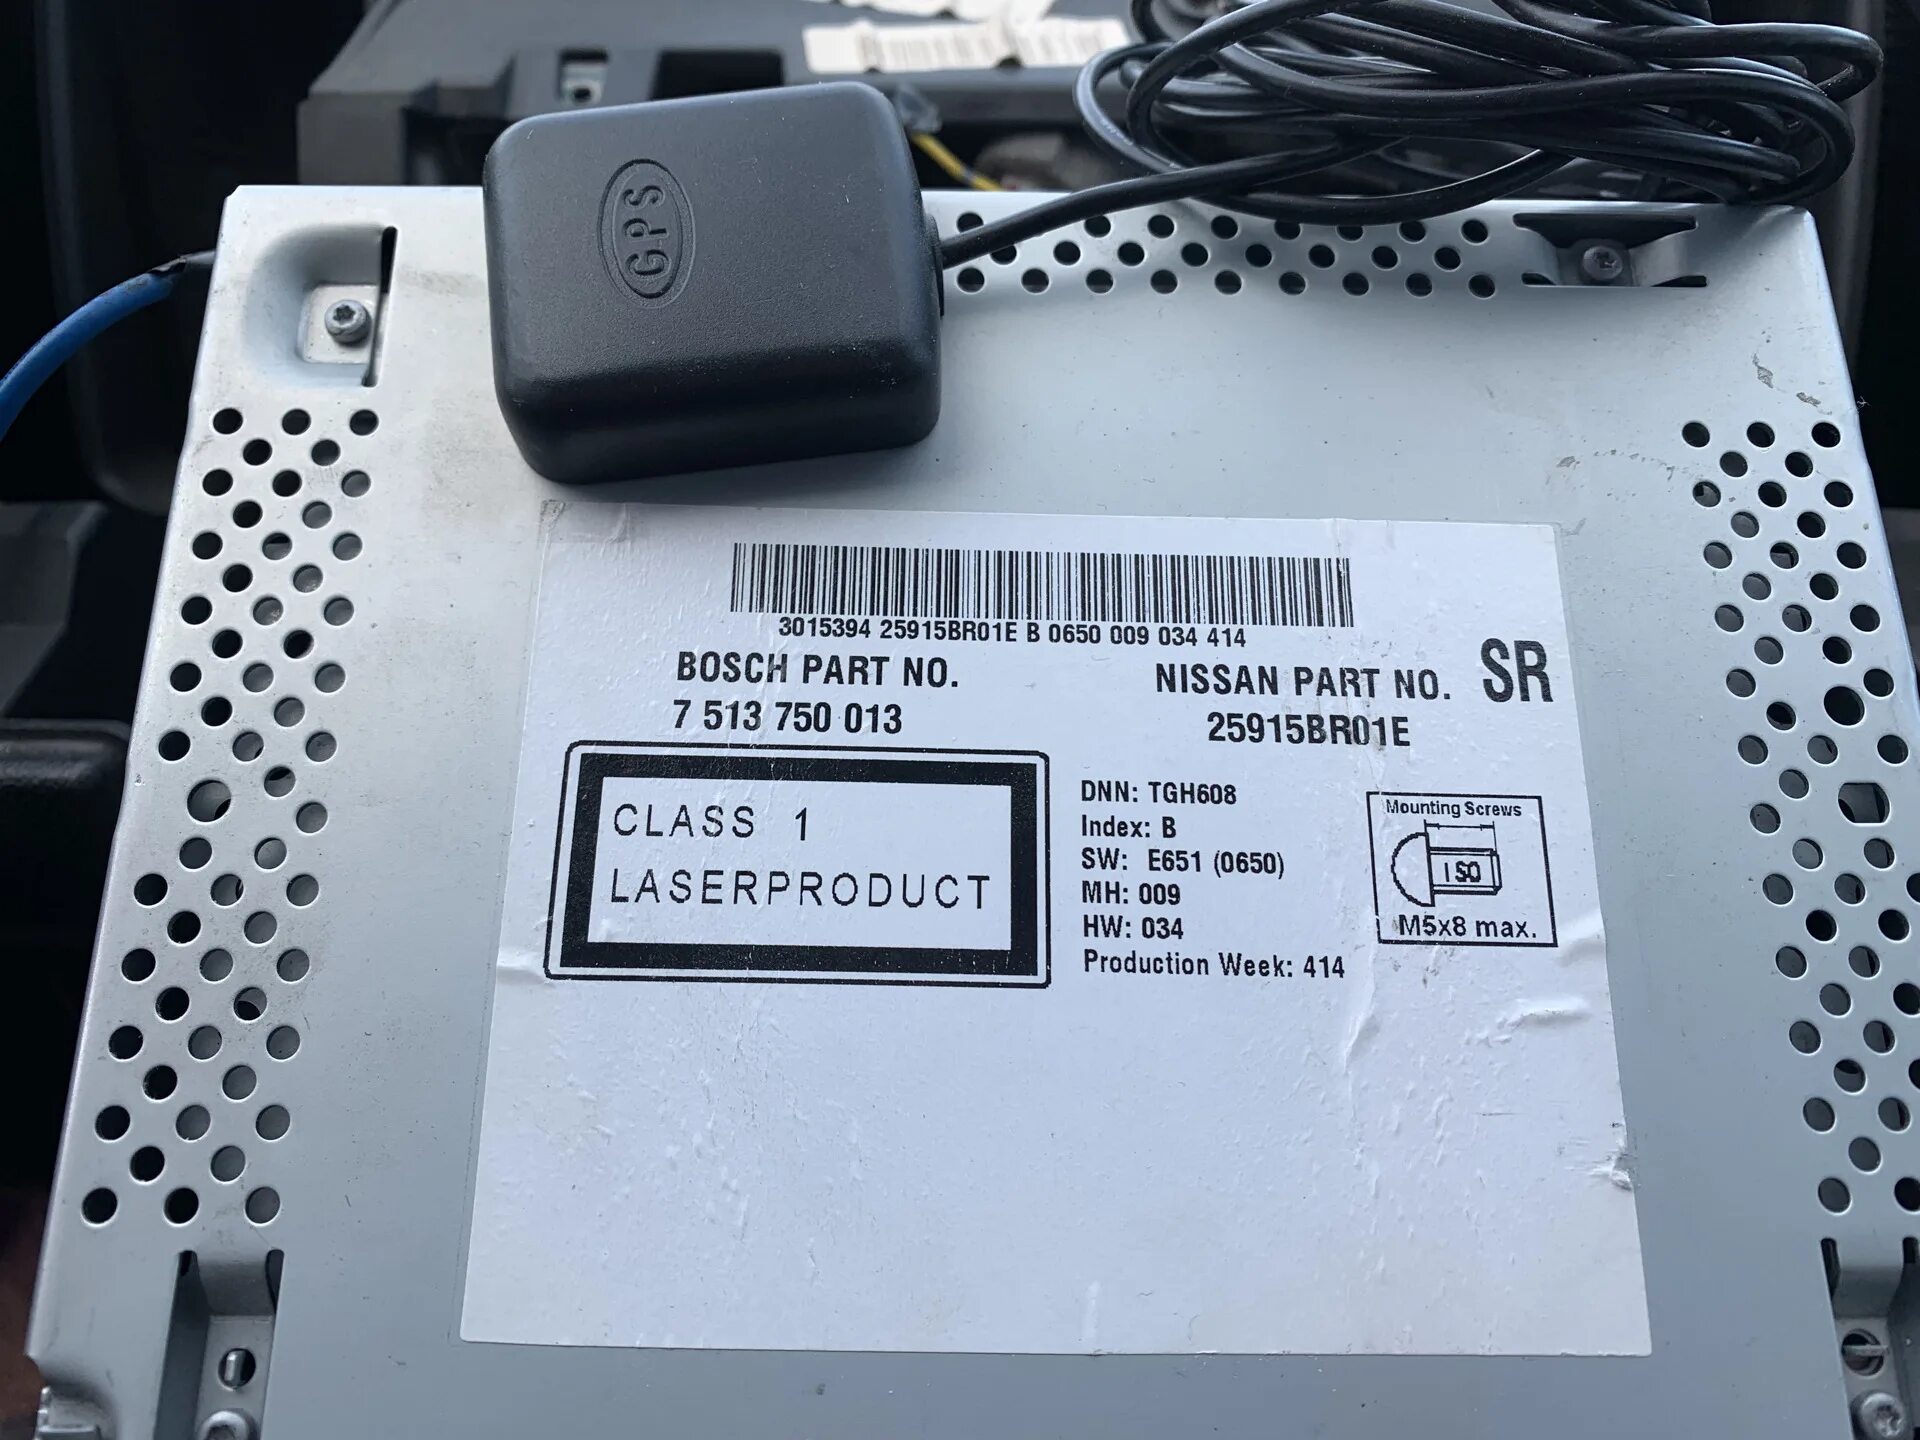 GPS
3015394 25915BR01E B 0650 009 034 414
BOSCH PART NO.
7 513 750 013
NISSAN PART NO.
25915BR01E
SR
CLASS 1
LASERPRODUCT
DNN: TGH608
Index: B
SW: E651 (0650)
MH: 009
HW: 034
Production Week: 414
Mounting Screws
ISO
M5x8 max.